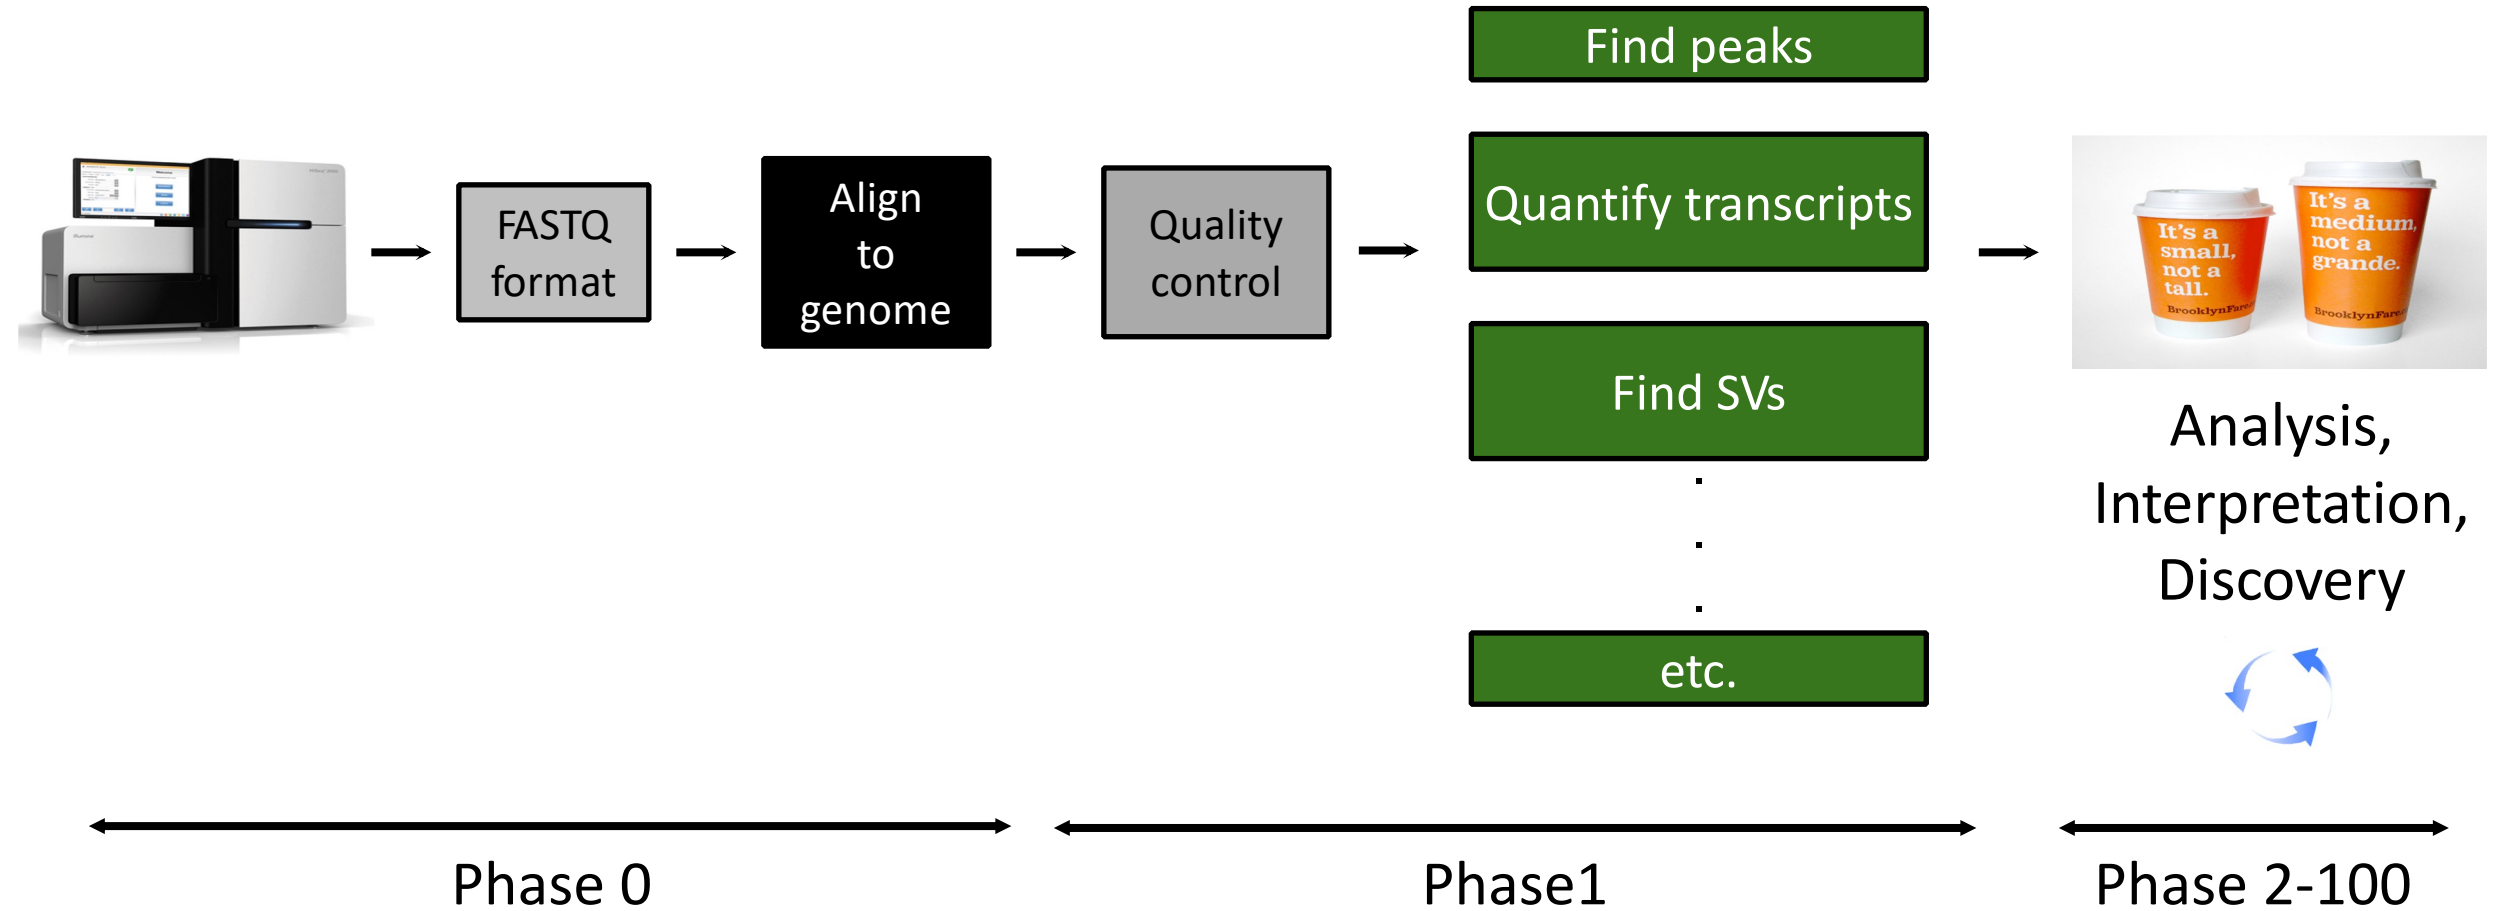 Find peaks
FASTQ
format
Align
to
genome
Quality
control
Quantify transcripts
Find SVs
.
.
.
etc.
It's a
small,
not a
tall.
BrooklynFare
It's a
medium,
not a
grande.
BrooklynFare
Analysis,
Interpretation,
Discovery
Phase 0
Phase1
Phase 2-100